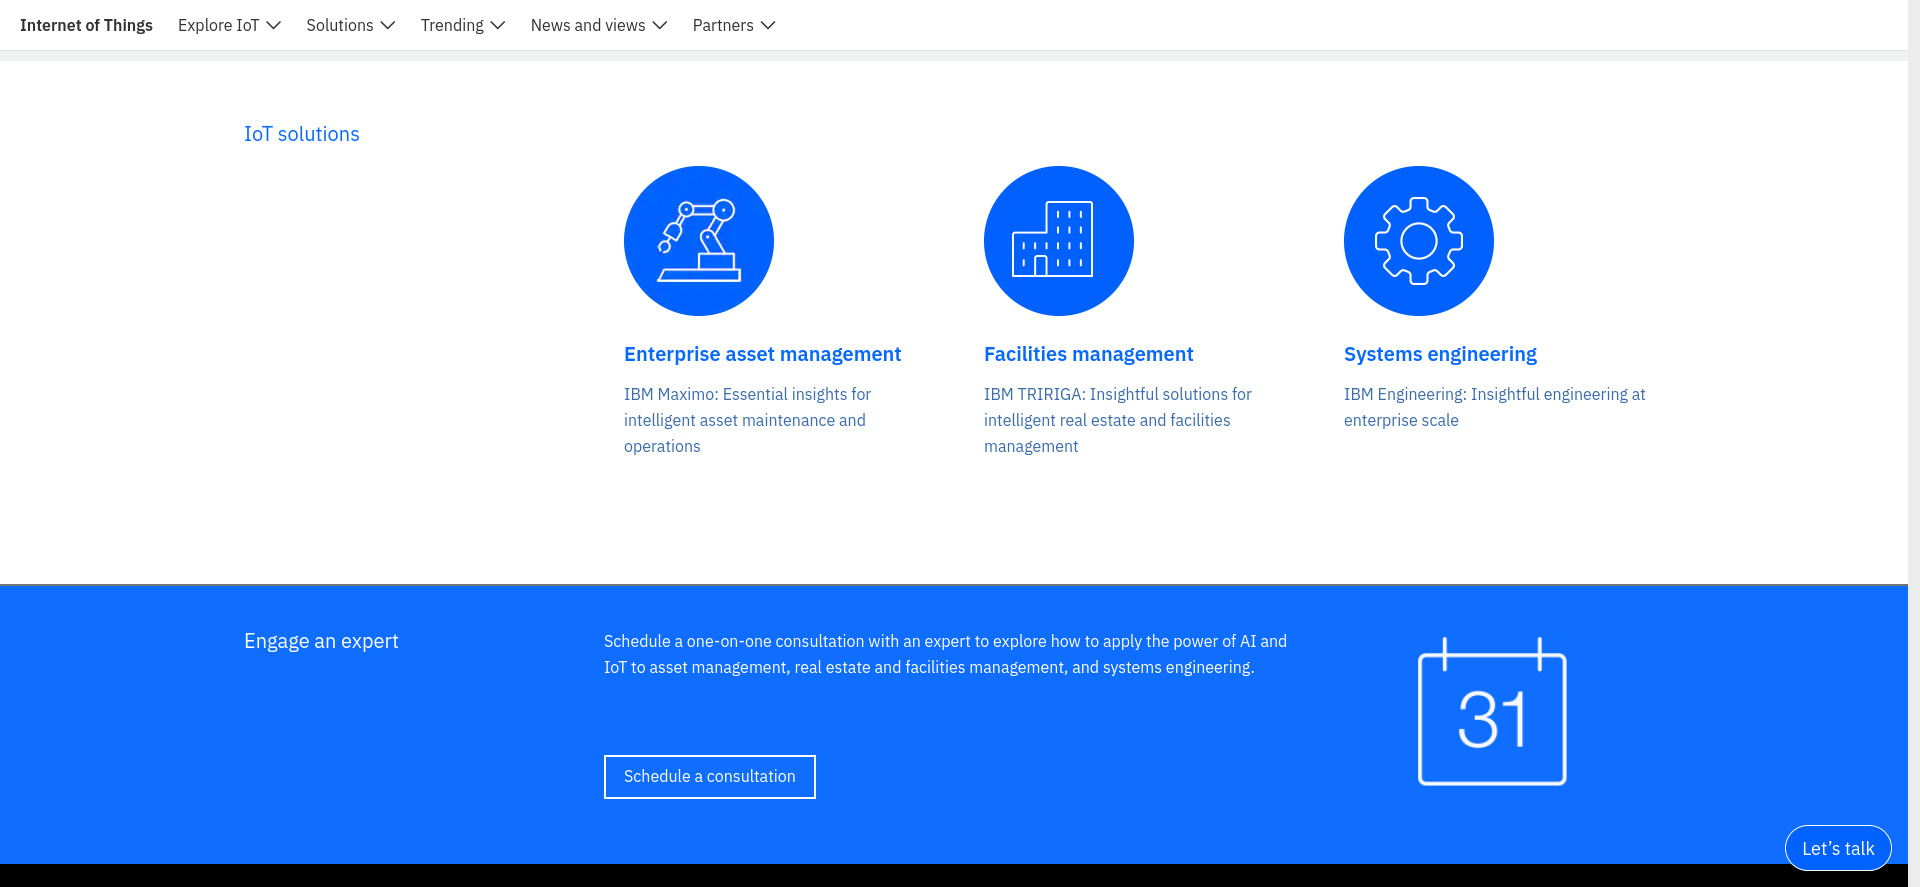 Internet of Things Explore IoT Solutions Trending News and views Partners
IoT solutions
Enterprise asset management
IBM Maximo: Essential insights for
intelligent asset maintenance and
operations
Facilities management
IBM TRIRIGA: Insightful solutions for
intelligent real estate and facilities
management
Systems engineering
IBM Engineering: Insightful engineering at
enterprise scale
Engage an expert
Schedule a one-on-one consultation with an expert to explore how to apply the power of AI and
IoT to asset management, real estate and facilities management, and systems engineering.
Schedule a consultation
31
Let’s talk